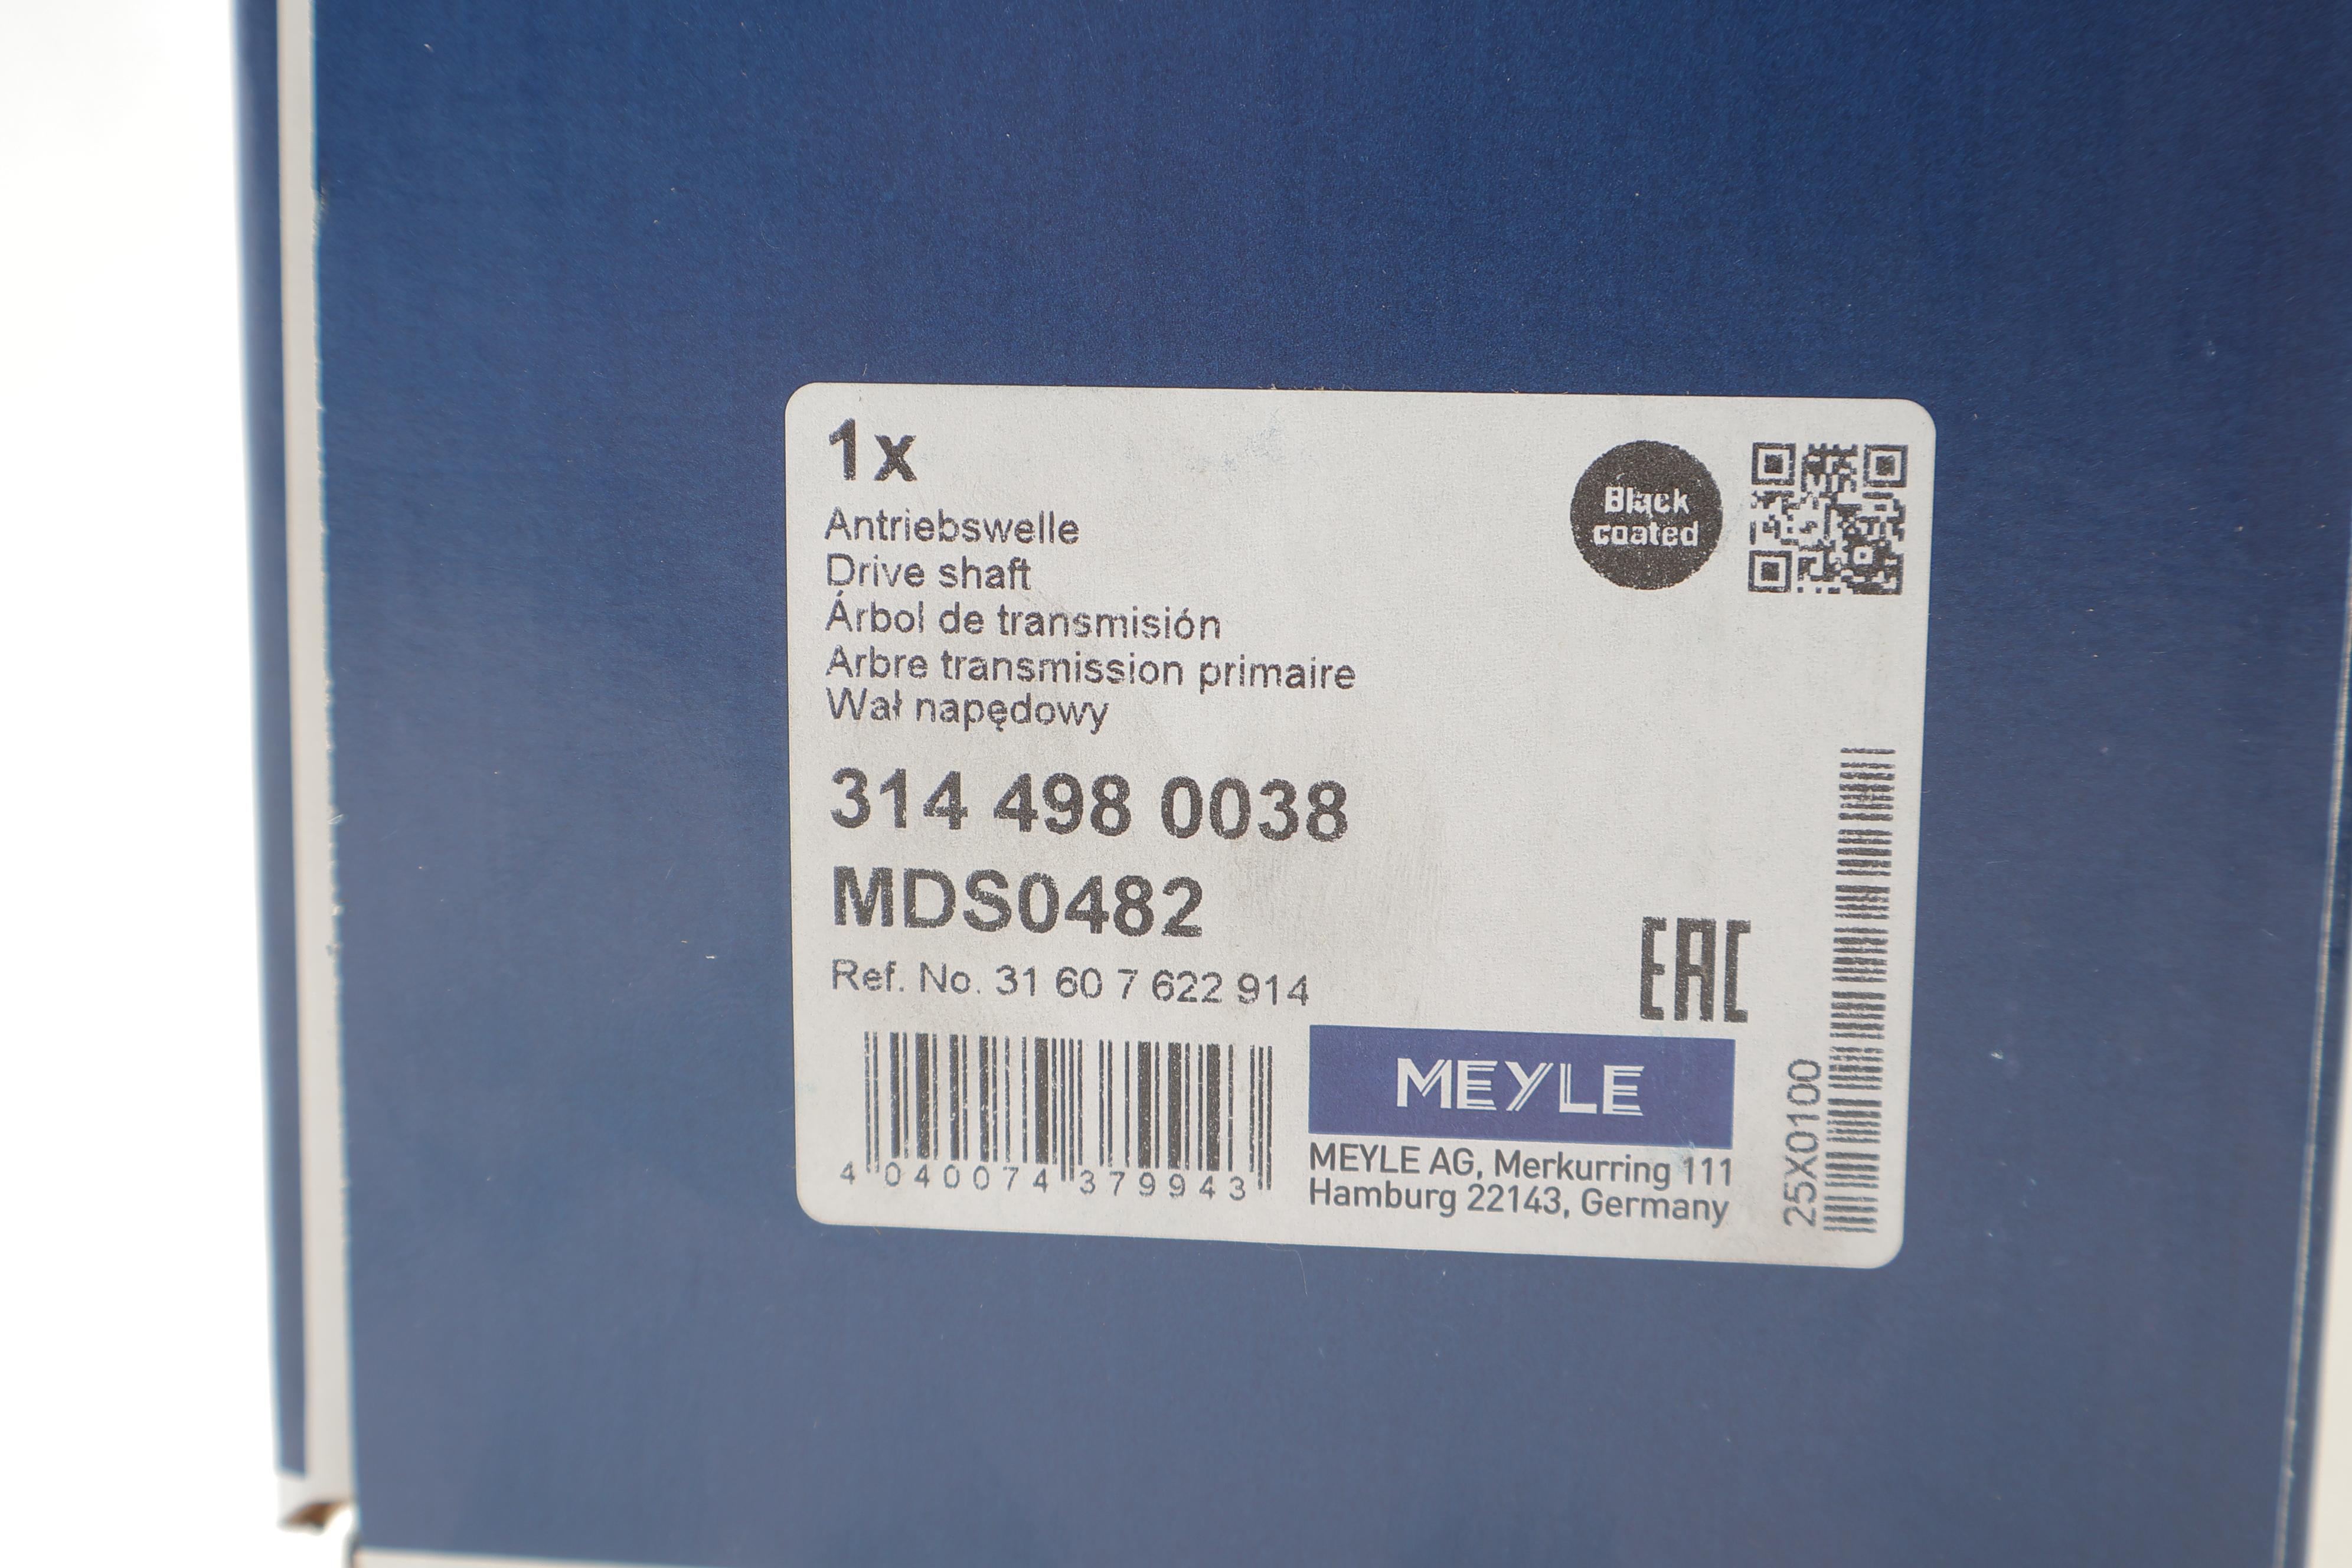 1x
Antriebswelle
Drive shaft
Árbol de transmisión
Arbre transmission primaire
Wał napędowy
314 498 0038
MDS0482
Ref. No. 31 60 7 622 914
4 040074 379943
Black
coated
EAC
MEYLE
MEYLE AG, Merkurring 111
Hamburg 22143, Germany
25X0100